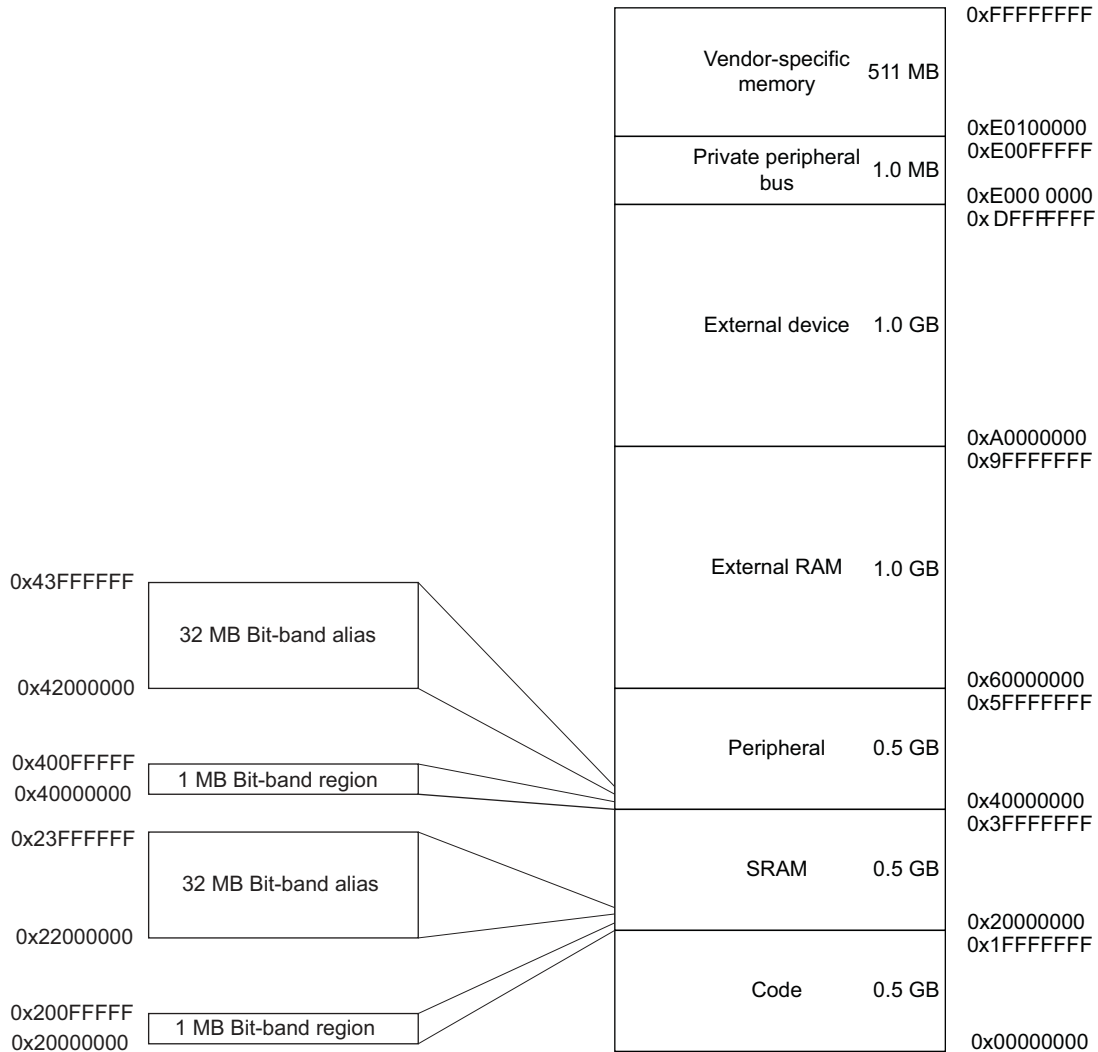 0xFFFFFFFF
Vendor-specific
memory
511 MB
0xE0100000
0xE00FFFFF
Private peripheral
bus
1.0 MB
0xE000 0000
0x DFFFFFFF
External device 1.0 GB
0xA0000000
0x9FFFFFFF
External RAM 1.0 GB
0x60000000
0x5FFFFFFF
Peripheral 0.5 GB
0x40000000
0x3FFFFFFF
SRAM 0.5 GB
0x20000000
0x1FFFFFFF
Code 0.5 GB
0x00000000
0x43FFFFFF
32 MB Bit-band alias
0x42000000
0x400FFFFF
1 MB Bit-band region
0x40000000
0x23FFFFFF
32 MB Bit-band alias
0x22000000
0x200FFFFF
1 MB Bit-band region
0x20000000